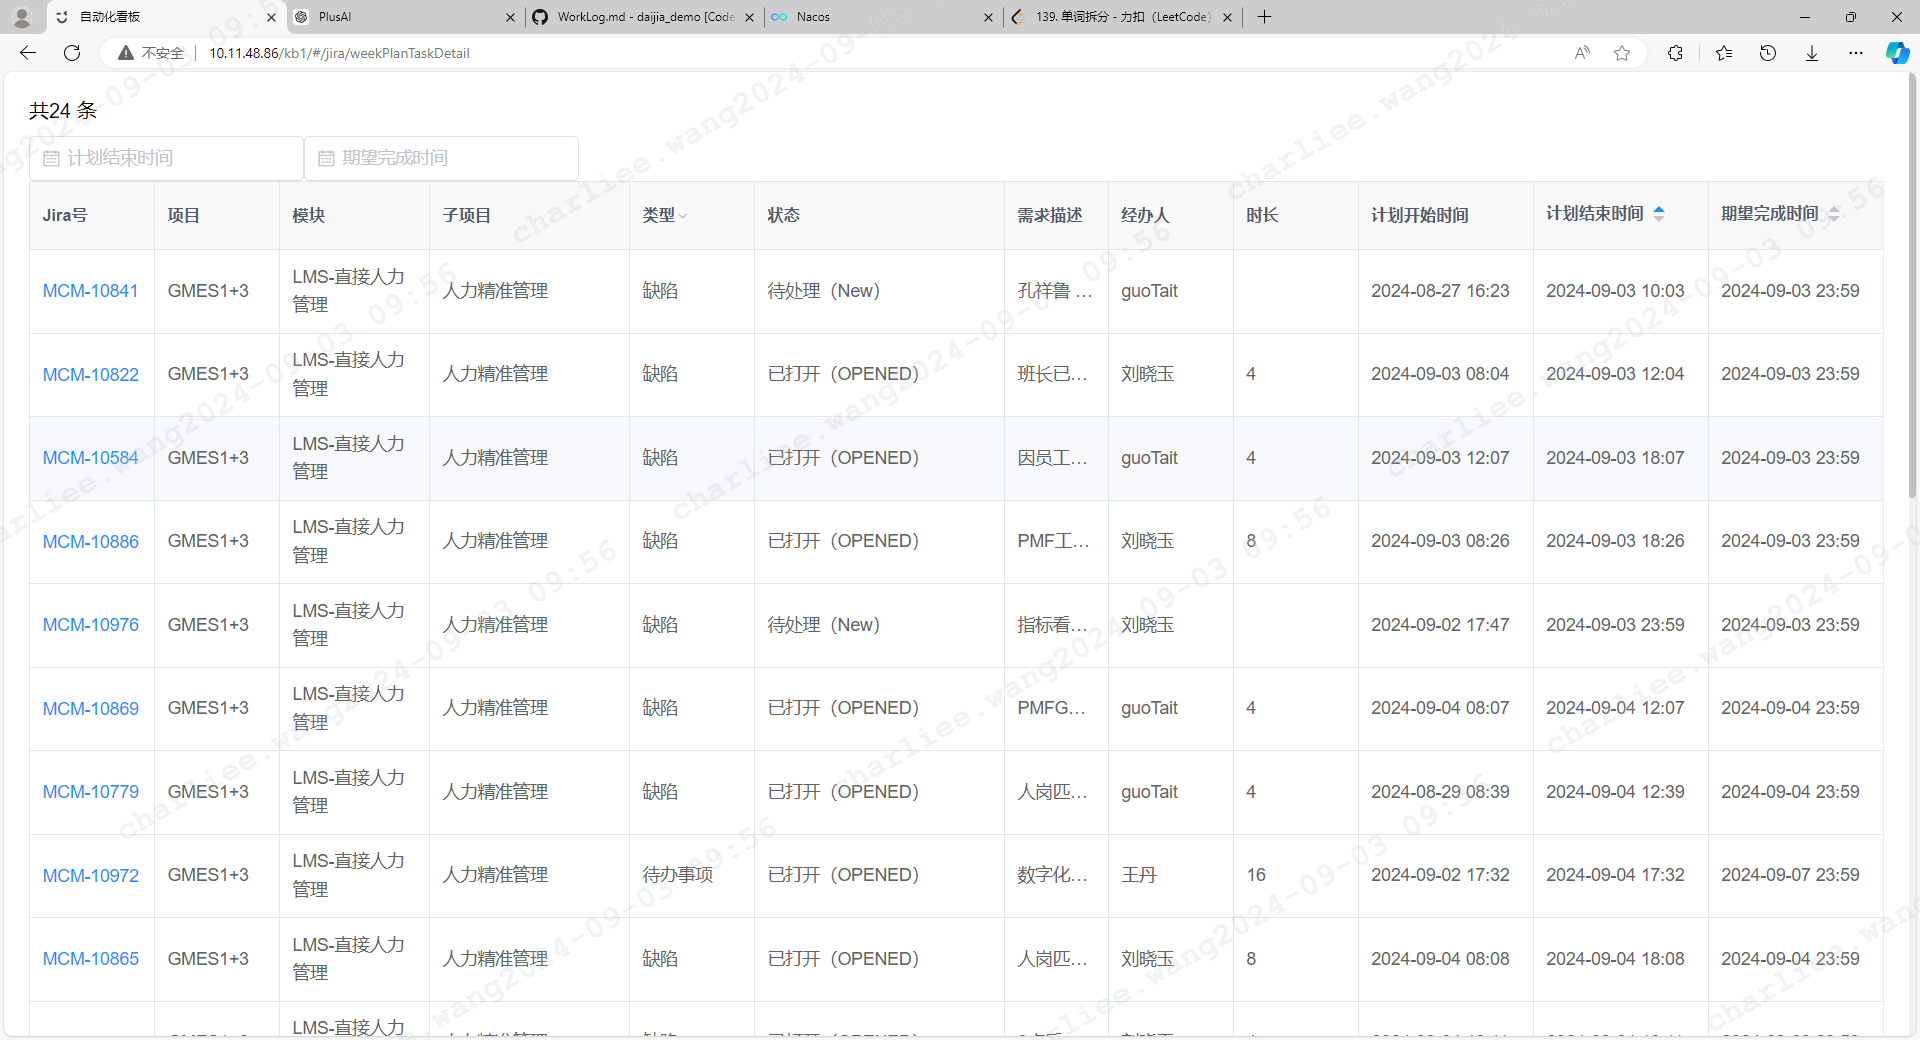 自动化看板
PlusAI
WorkLog.md - daijia_demo [Code
Nacos
139. 单词拆分 - 力扣（LeetCode）
不安全
10.11.48.86/kb1/#/jira/weekPlanTaskDetail
共24 条
计划结束时间
期望完成时间
Jira号 项目 模块 子项目 类型 状态 需求描述 经办人 时长 计划开始时间 计划结束时间 期望完成时间
MCM-10841 GMES1+3 LMS-直接人力管理 人力精准管理 缺陷 待处理（New） 孔祥鲁 ... guoTait 2024-08-27 16:23 2024-09-03 10:03 2024-09-03 23:59
MCM-10822 GMES1+3 LMS-直接人力管理 人力精准管理 缺陷 已打开（OPENED） 班长已... 刘晓玉 4 2024-09-03 08:04 2024-09-03 12:04 2024-09-03 23:59
MCM-10584 GMES1+3 LMS-直接人力管理 人力精准管理 缺陷 已打开（OPENED） 因员工... guoTait 4 2024-09-03 12:07 2024-09-03 18:07 2024-09-03 23:59
MCM-10886 GMES1+3 LMS-直接人力管理 人力精准管理 缺陷 已打开（OPENED） PMF工... 刘晓玉 8 2024-09-03 08:26 2024-09-03 18:26 2024-09-03 23:59
MCM-10976 GMES1+3 LMS-直接人力管理 人力精准管理 缺陷 待处理（New） 指标看... 刘晓玉 2024-09-02 17:47 2024-09-03 23:59 2024-09-03 23:59
MCM-10869 GMES1+3 LMS-直接人力管理 人力精准管理 缺陷 已打开（OPENED） PMFG... guoTait 4 2024-09-04 08:07 2024-09-04 12:07 2024-09-04 23:59
MCM-10779 GMES1+3 LMS-直接人力管理 人力精准管理 缺陷 已打开（OPENED） 人岗匹... guoTait 4 2024-08-29 08:39 2024-09-04 12:39 2024-09-04 23:59
MCM-10972 GMES1+3 LMS-直接人力管理 人力精准管理 待办事项 已打开（OPENED） 数字化... 王丹 16 2024-09-02 17:32 2024-09-04 17:32 2024-09-07 23:59
MCM-10865 GMES1+3 LMS-直接人力管理 人力精准管理 缺陷 已打开（OPENED） 人岗匹... 刘晓玉 8 2024-09-04 08:08 2024-09-04 18:08 2024-09-04 23:59
LMS-直接人力
charliee.wang2024-09-03 09:56